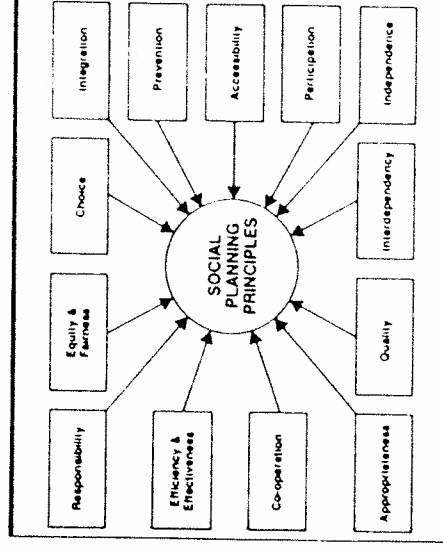 Appropriateness
Co-operation
Efficiency &
Effectiveness
Responsibility
Quality
Equity &
Fairness
SOCIAL
PLANNING
PRINCIPLES
Interdependency
Choice
Independence
Participation
Accessibility
Prevention
Integration